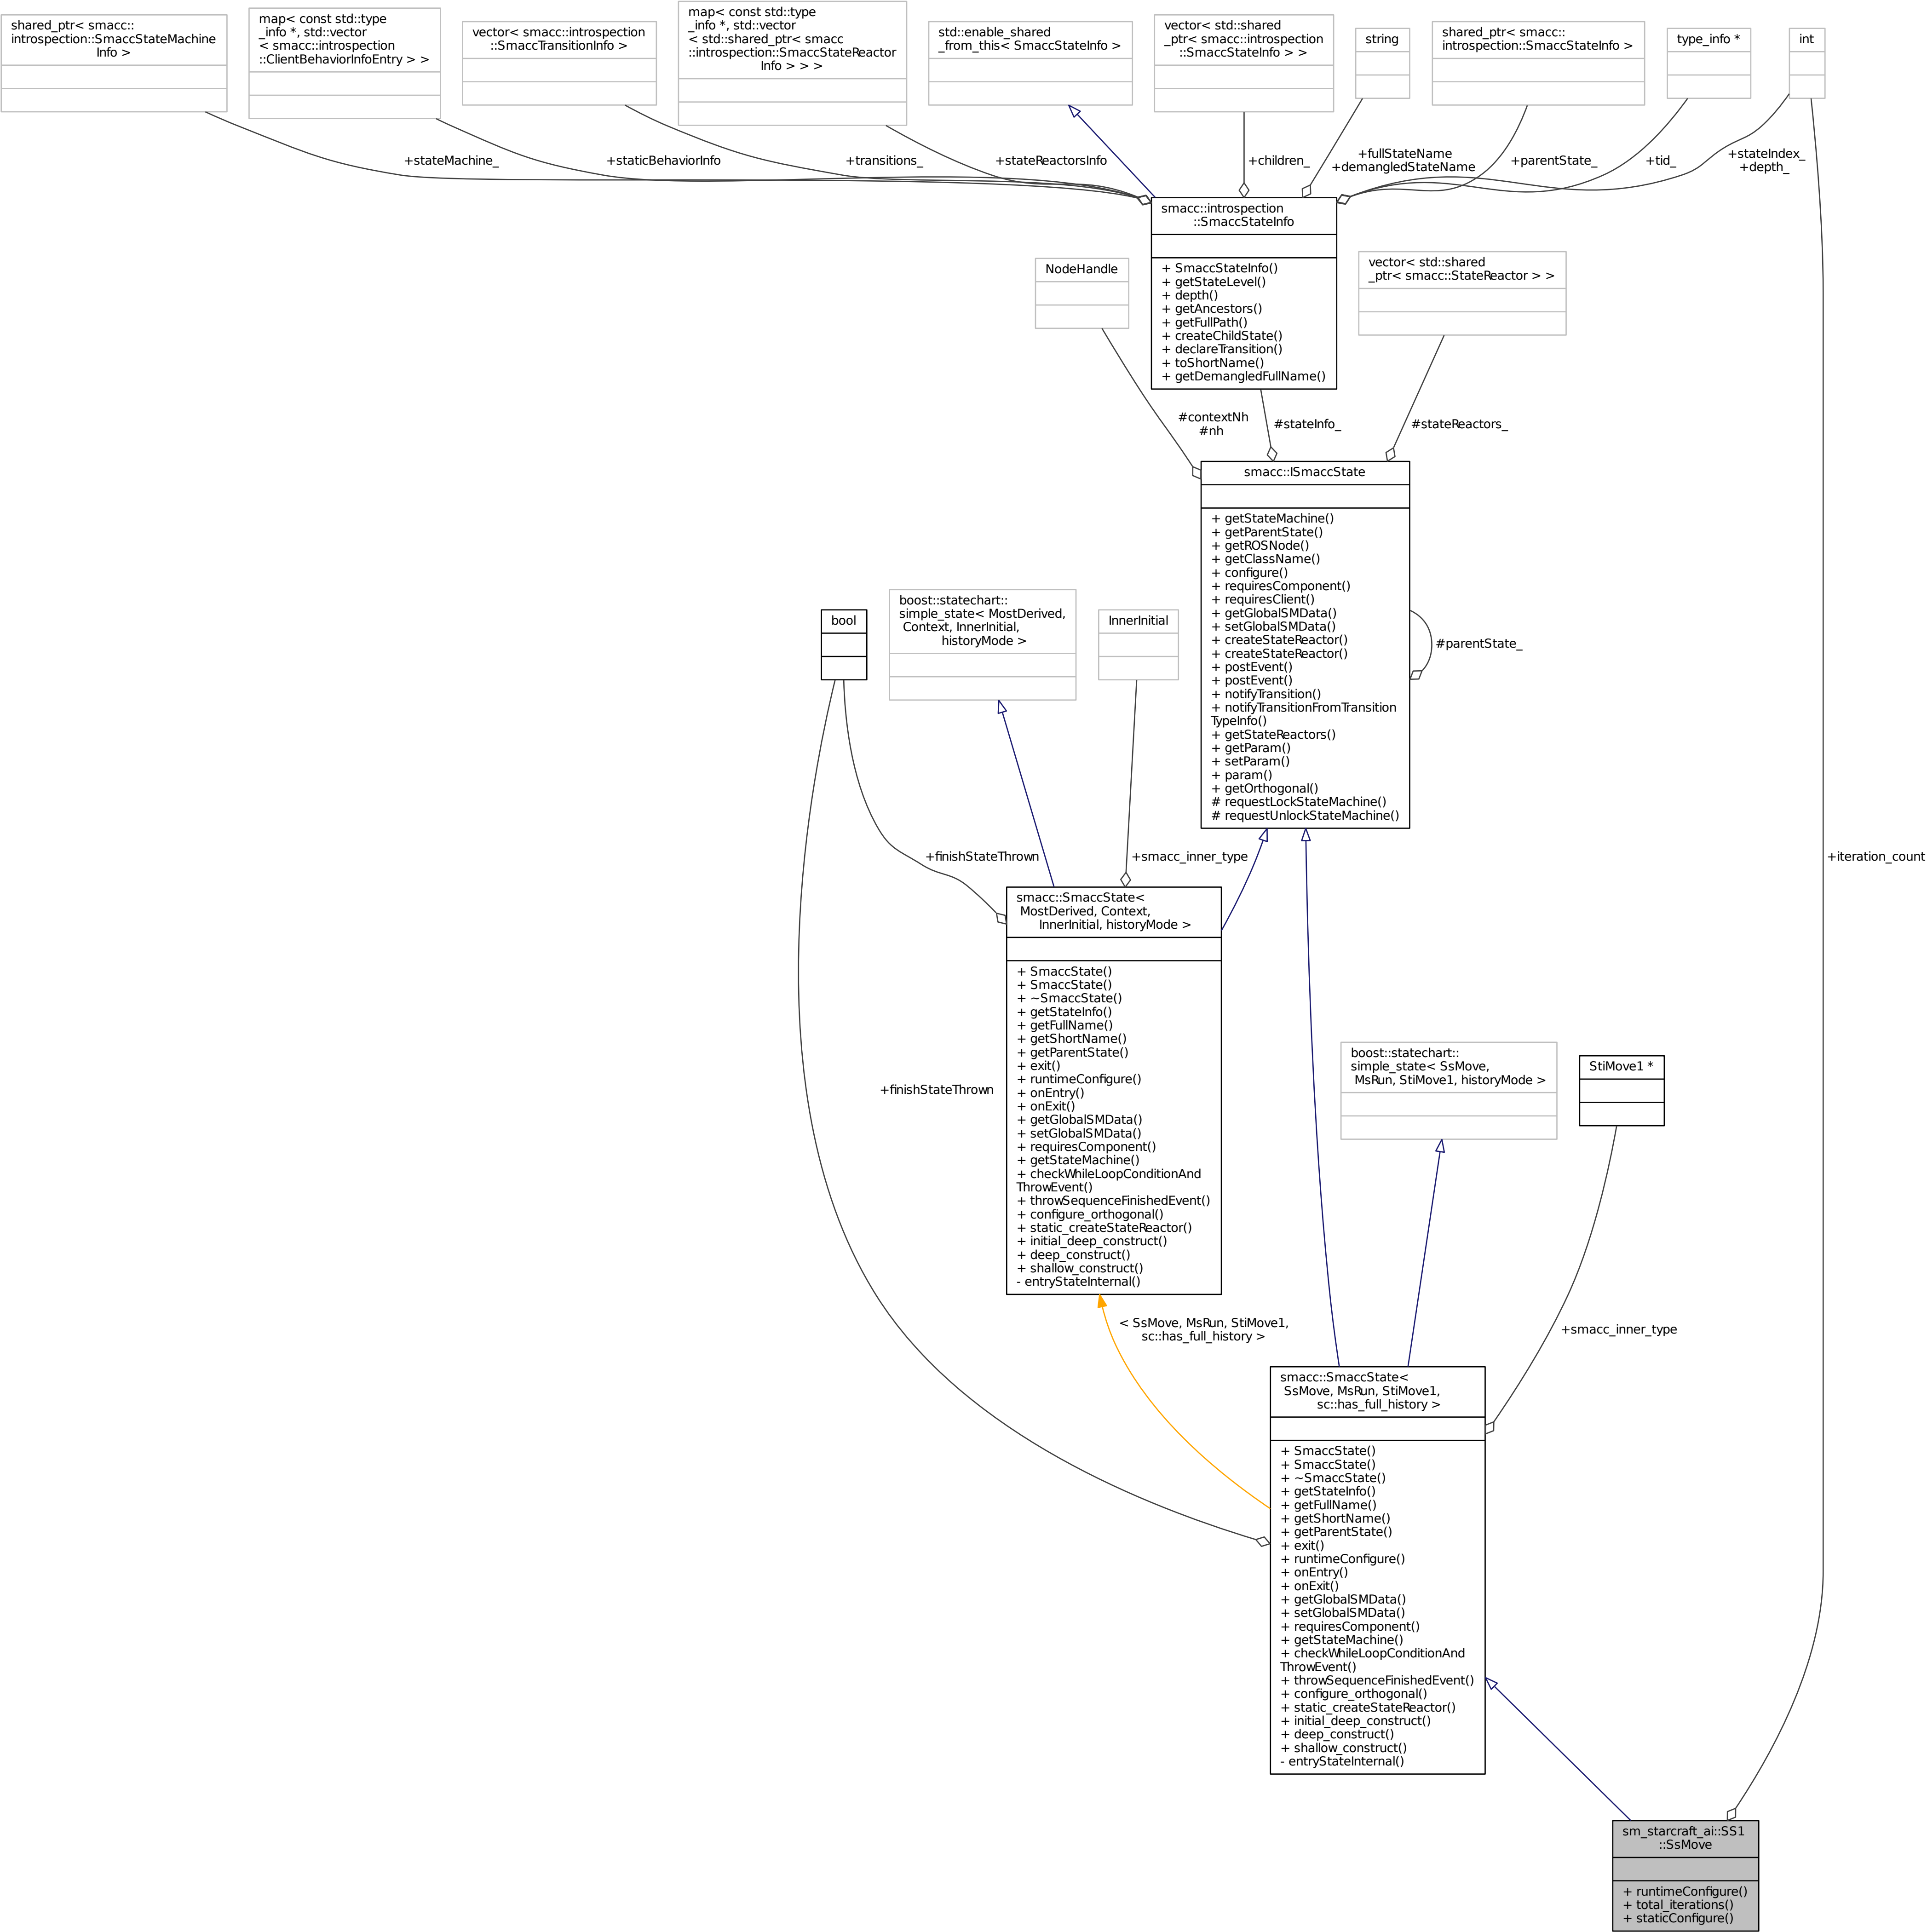 shared_ptr< smacc::
introspection::SmaccStateMachine
Info >
map< const std::type
_info *, std::vector
< smacc::introspection
::ClientBehaviorInfoEntry > >
vector< smacc::introspection
::SmaccTransitionInfo >
map< const std::type
_info *, std::vector
< std::shared_ptr< smacc
::introspection::SmaccStateReactor
Info > > >
std::enable_shared
_from_this< SmaccStateInfo >
vector< std::shared
_ptr< smacc::introspection
::SmaccStateInfo > >
string
shared_ptr< smacc::
introspection::SmaccStateInfo >
type_info *
int
+stateMachine_
+staticBehaviorInfo
+transitions_
+stateReactorsInfo
+children_
+fullStateName
+demangledStateName
+parentState_
+tid_
+stateIndex_
+depth_
smacc::introspection
::SmaccStateInfo
+ SmaccStateInfo()
+ getStateLevel()
+ depth()
+ getAncestors()
+ getFullPath()
+ createChildState()
+ declareTransition()
+ toShortName()
+ getDemangledFullName()
NodeHandle
vector< std::shared
_ptr< smacc::StateReactor > >
#contextNh
#nh
#stateInfo_
#stateReactors_
smacc::ISmaccState
+ getStateMachine()
+ getParentState()
+ getROSNode()
+ getClassName()
+ configure()
+ requiresComponent()
+ requiresClient()
+ getGlobalSMData()
+ setGlobalSMData()
+ createStateReactor()
+ createStateReactor()
+ postEvent()
+ postEvent()
+ notifyTransition()
+ notifyTransitionFromTransition
TypeInfo()
+ getStateReactors()
+ getParam()
+ setParam()
+ param()
+ getOrthogonal()
# requestLockStateMachine()
# requestUnlockStateMachine()
#parentState_
bool
boost::statechart::
simple_state< MostDerived,
Context, InnerInitial,
historyMode >
InnerInitial
+finishStateThrown
+smacc_inner_type
+iteration_count
smacc::SmaccState<
MostDerived, Context,
InnerInitial, historyMode >
+ SmaccState()
+ SmaccState()
+ ~SmaccState()
+ getStateInfo()
+ getFullName()
+ getShortName()
+ getParentState()
+ exit()
+ runtimeConfigure()
+ onEntry()
+ onExit()
+ getGlobalSMData()
+ setGlobalSMData()
+ requiresComponent()
+ getStateMachine()
+ checkWhileLoopConditionAnd
ThrowEvent()
+ throwSequenceFinishedEvent()
+ configure_orthogonal()
+ static_createStateReactor()
+ initial_deep_construct()
+ deep_construct()
+ shallow_construct()
- entryStateInternal()
+finishStateThrown
boost::statechart::
simple_state< SsMove,
MsRun, StiMove1, historyMode >
StiMove1 *
< SsMove, MsRun, StiMove1,
sc::has_full_history >
+smacc_inner_type
smacc::SmaccState<
SsMove, MsRun, StiMove1,
sc::has_full_history >
+ SmaccState()
+ SmaccState()
+ ~SmaccState()
+ getStateInfo()
+ getFullName()
+ getShortName()
+ getParentState()
+ exit()
+ runtimeConfigure()
+ onEntry()
+ onExit()
+ getGlobalSMData()
+ setGlobalSMData()
+ requiresComponent()
+ getStateMachine()
+ checkWhileLoopConditionAnd
ThrowEvent()
+ throwSequenceFinishedEvent()
+ configure_orthogonal()
+ static_createStateReactor()
+ initial_deep_construct()
+ deep_construct()
+ shallow_construct()
- entryStateInternal()
sm_starcraft_ai::SS1
::SsMove
+ runtimeConfigure()
+ total_iterations()
+ staticConfigure()